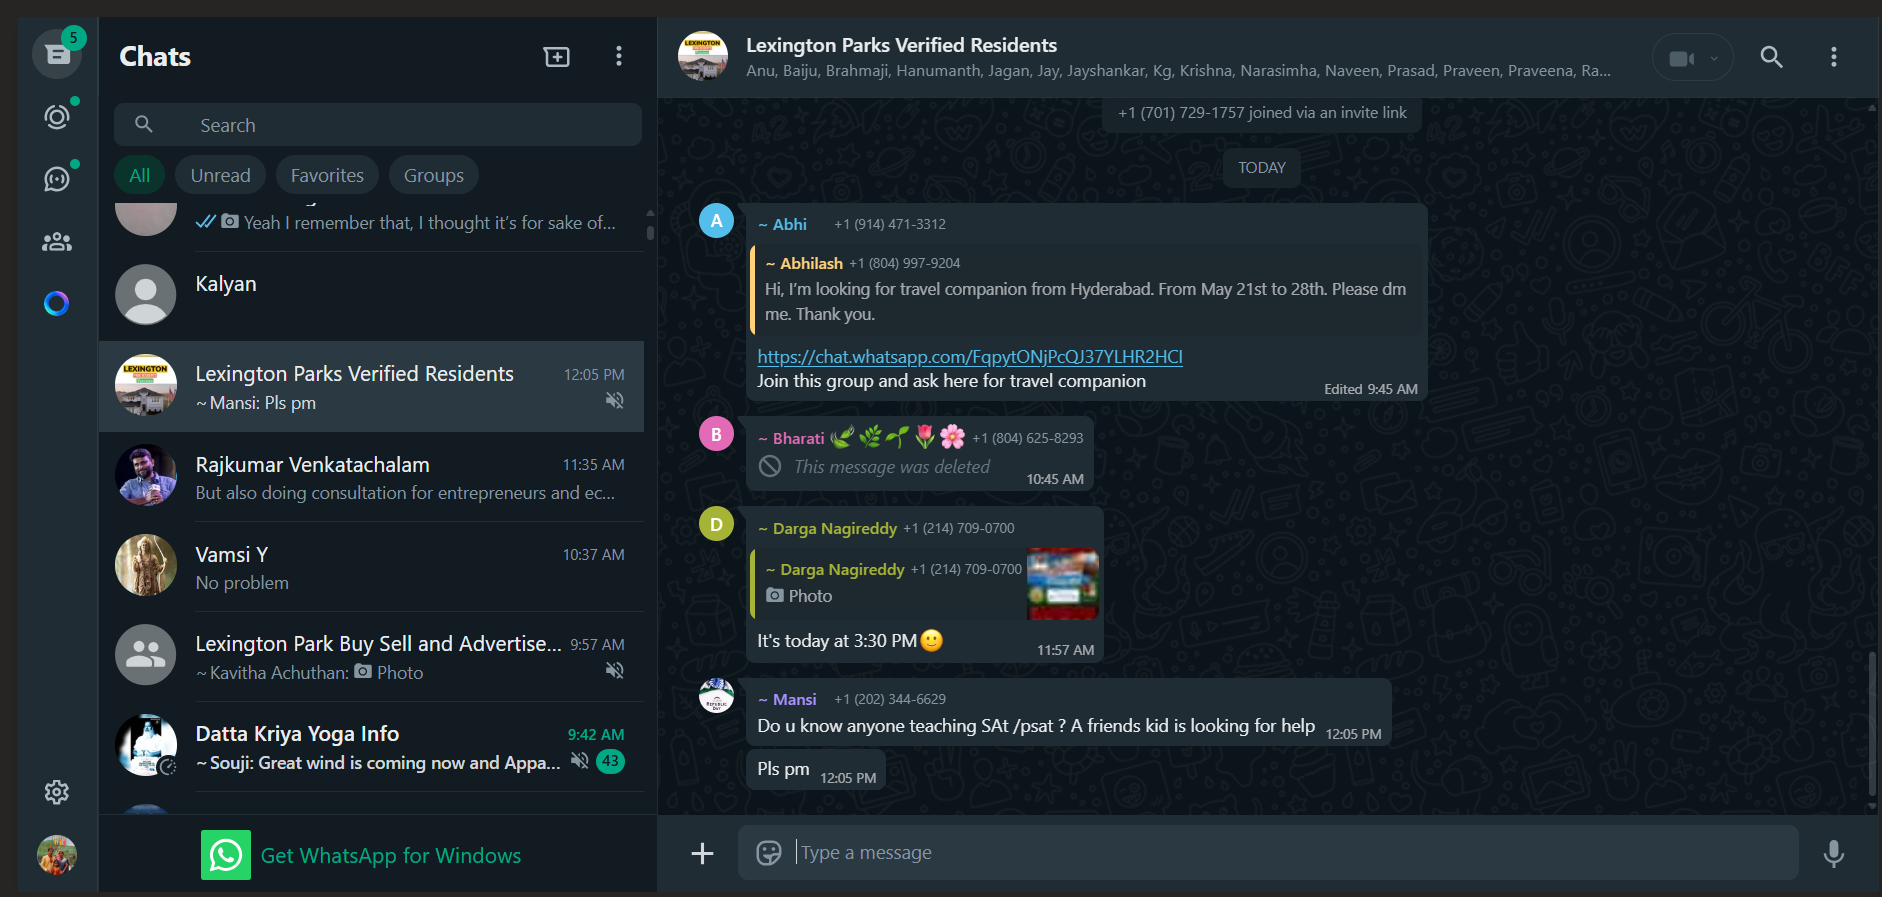 5
Chats
Search
All
Unread
Favorites
Groups
Yeah I remember that, I thought it's for sake of...
Kalyan
LEXINGTON
Lexington Parks Verified Residents
12:05 PM
~ Mansi: Pls pm
Rajkumar Venkatachalam
11:35 AM
But also doing consultation for entrepreneurs and ec...
Vamsi Y
10:37 AM
No problem
Lexington Park Buy Sell and Advertise...
9:57 AM
~ Kavitha Achuthan: Photo
Datta Kriya Yoga Info
9:42 AM
~ Souji: Great wind is coming now and Appa...
43
Get WhatsApp for Windows
LEXINGTON
Lexington Parks Verified Residents
Anu, Baiju, Brahmaji, Hanumanth, Jagan, Jay, Jayshankar, Kg, Krishna, Narasimha, Naveen, Prasad, Praveen, Praveena, Ra...
+1 (701) 729-1757 joined via an invite link
TODAY
A
~ Abhi +1 (914) 471-3312
~ Abhilash +1 (804) 997-9204
Hi, I'm looking for travel companion from Hyderabad. From May 21st to 28th. Please dm
me. Thank you.
https://chat.whatsapp.com/FqpytONjPcQJ37YLHR2HCI
Join this group and ask here for travel companion
Edited 9:45 AM
B
~ Bharati 🍃🌿🌱🌷🌸 +1 (804) 625-8293
This message was deleted
10:45 AM
D
~ Darga Nagireddy +1 (214) 709-0700
~ Darga Nagireddy +1 (214) 709-0700
Photo
It's today at 3:30 PM🙂
11:57 AM
REPUBLIC
DAY
~ Mansi +1 (202) 344-6629
Do u know anyone teaching SAt /psat ? A friends kid is looking for help
12:05 PM
Pls pm
12:05 PM
Type a message